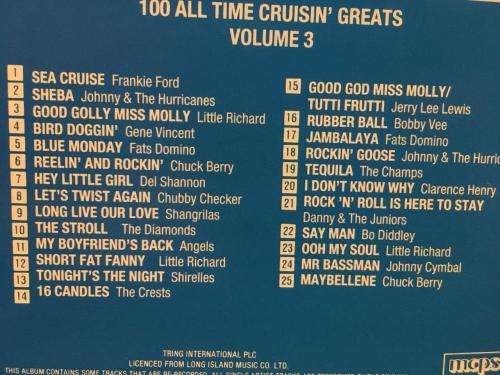 100 ALL TIME CRUISIN' GREATS
VOLUME 3
1 SEA CRUISE Frankie Ford
2 SHEBA Johnny & The Hurricanes
3 GOOD GOLLY MISS MOLLY Little Richard
4 BIRD DOGGIN' Gene Vincent
5 BLUE MONDAY Fats Domino
6 REELIN' AND ROCKIN' Chuck Berry
7 HEY LITTLE GIRL Del Shannon
8 LET'S TWIST AGAIN Chubby Checker
9 LONG LIVE OUR LOVE Shangrilas
10 THE STROLL The Diamonds
11 MY BOYFRIEND'S BACK Angels
12 SHORT FAT FANNY Little Richard
13 TONIGHT'S THE NIGHT Shirelles
14 16 CANDLES The Crests
15 GOOD GOD MISS MOLLY/
TUTTI FRUTTI Jerry Lee Lewis
16 RUBBER BALL Bobby Vee
17 JAMBALAYA Fats Domino
18 ROCKIN' GOOSE Johnny & The Hurric
19 TEQUILA The Champs
20 I DON'T KNOW WHY Clarence Henry
21 ROCK 'N' ROLL IS HERE TO STAY
Danny & The Juniors
22 SAY MAN Bo Diddley
23 OOH MY SOUL Little Richard
24 MR BASSMAN Johnny Cymbal
25 MAYBELLENE Chuck Berry
TRING INTERNATIONAL PLC
LICENCED FROM LONG ISLAND MUSIC CO LTD.
mcps
THIS ALBUM CONTAINS SOME TRACKS THAT